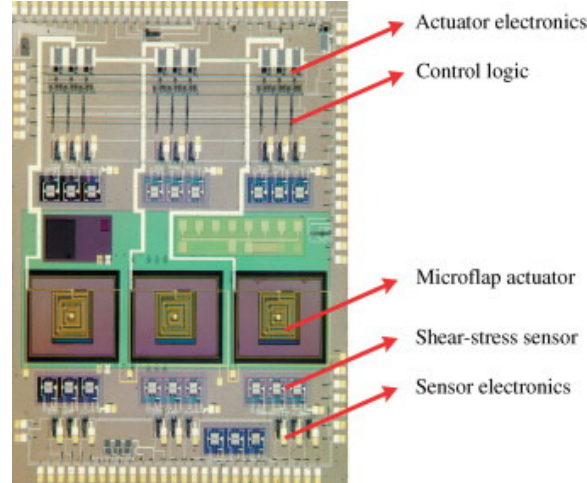 Actuator electronics
Control logic
Microflap actuator
Shear-stress sensor
Sensor electronics